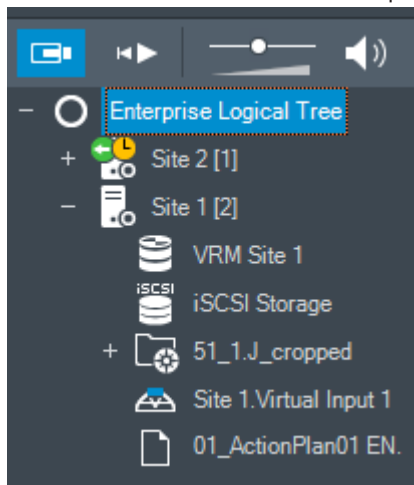 Enterprise Logical Tree
Site 2 [1]
Site 1 [2]
VRM Site 1
iSCSI
iSCSI Storage
51_1.J_cropped
Site 1.Virtual Input 1
01_ActionPlan01 EN.